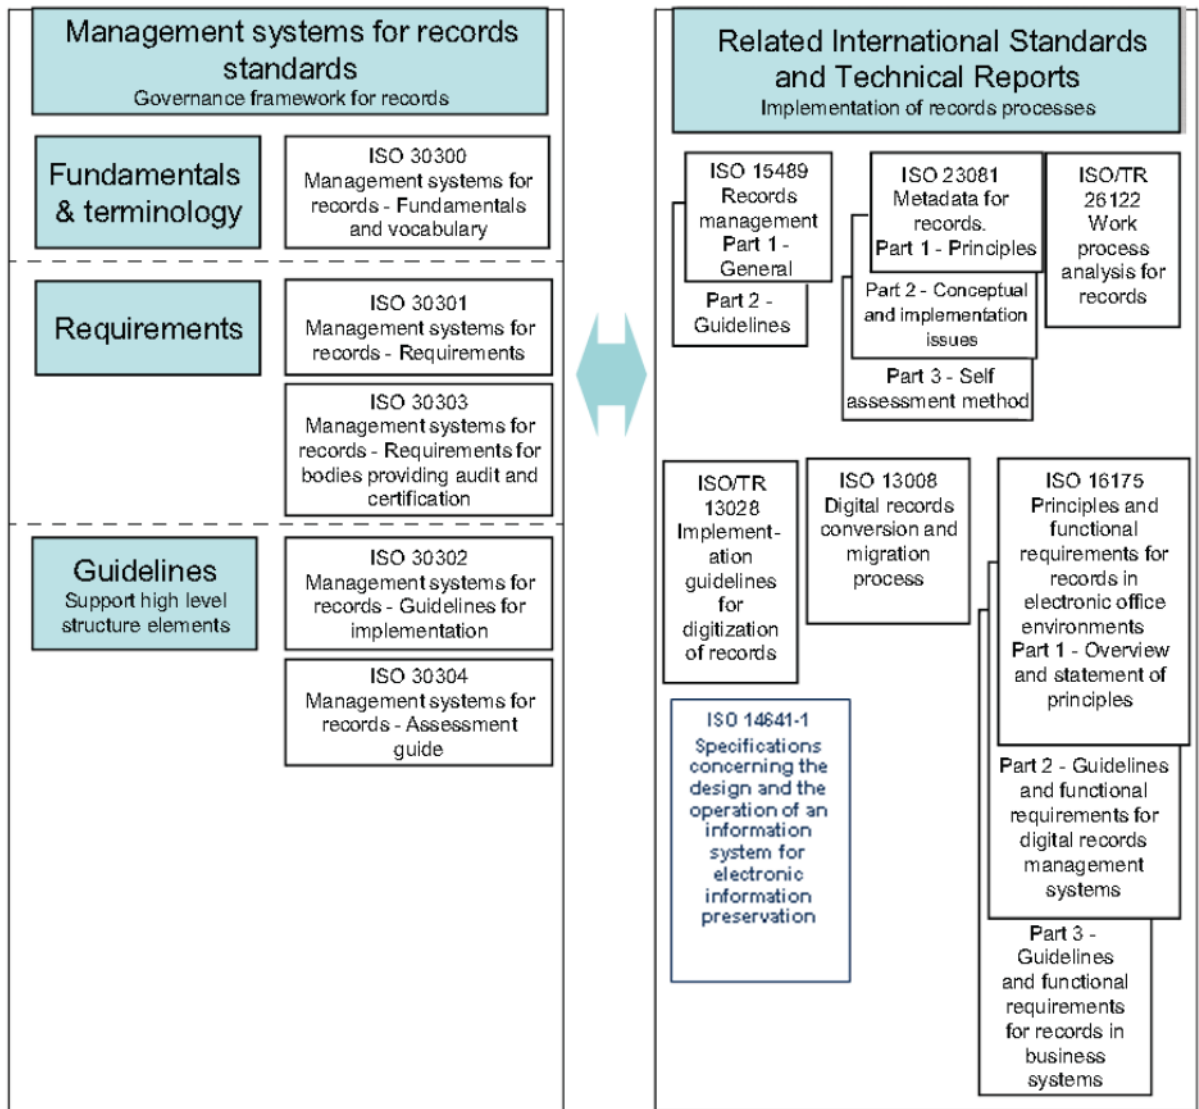 Management systems for records
standards
Governance framework for records
Fundamentals
& terminology
ISO 30300
Management systems for
records - Fundamentals
and vocabulary
Requirements
ISO 30301
Management systems for
records - Requirements
ISO 30303
Management systems for
records - Requirements for
bodies providing audit and
certification
Guidelines
Support high level
structure elements
ISO 30302
Management systems for
records - Guidelines for
implementation
ISO 30304
Management systems for
records - Assessment
guide
Related International Standards
and Technical Reports
Implementation of records processes
ISO 15489
Records
management
Part 1 -
General
Part 2 -
Guidelines
ISO 23081
Metadata for
records.
Part 1 - Principles
Part 2 - Conceptual
and implementation
issues
Part 3 - Self
assessment method
ISO/TR
26122
Work
process
analysis for
records
ISO/TR
13028
Implement-
ation
guidelines
for
digitization
of records
ISO 13008
Digital records
conversion and
migration
process
ISO 16175
Principles and
functional
requirements for
records in
electronic office
environments
Part 1 - Overview
and statement of
principles
Part 2 - Guidelines
and functional
requirements for
digital records
management
systems
Part 3 -
Guidelines
and functional
requirements
for records in
business
systems
ISO 14641-1
Specifications
concerning the
design and the
operation of an
information
system for
electronic
information
preservation